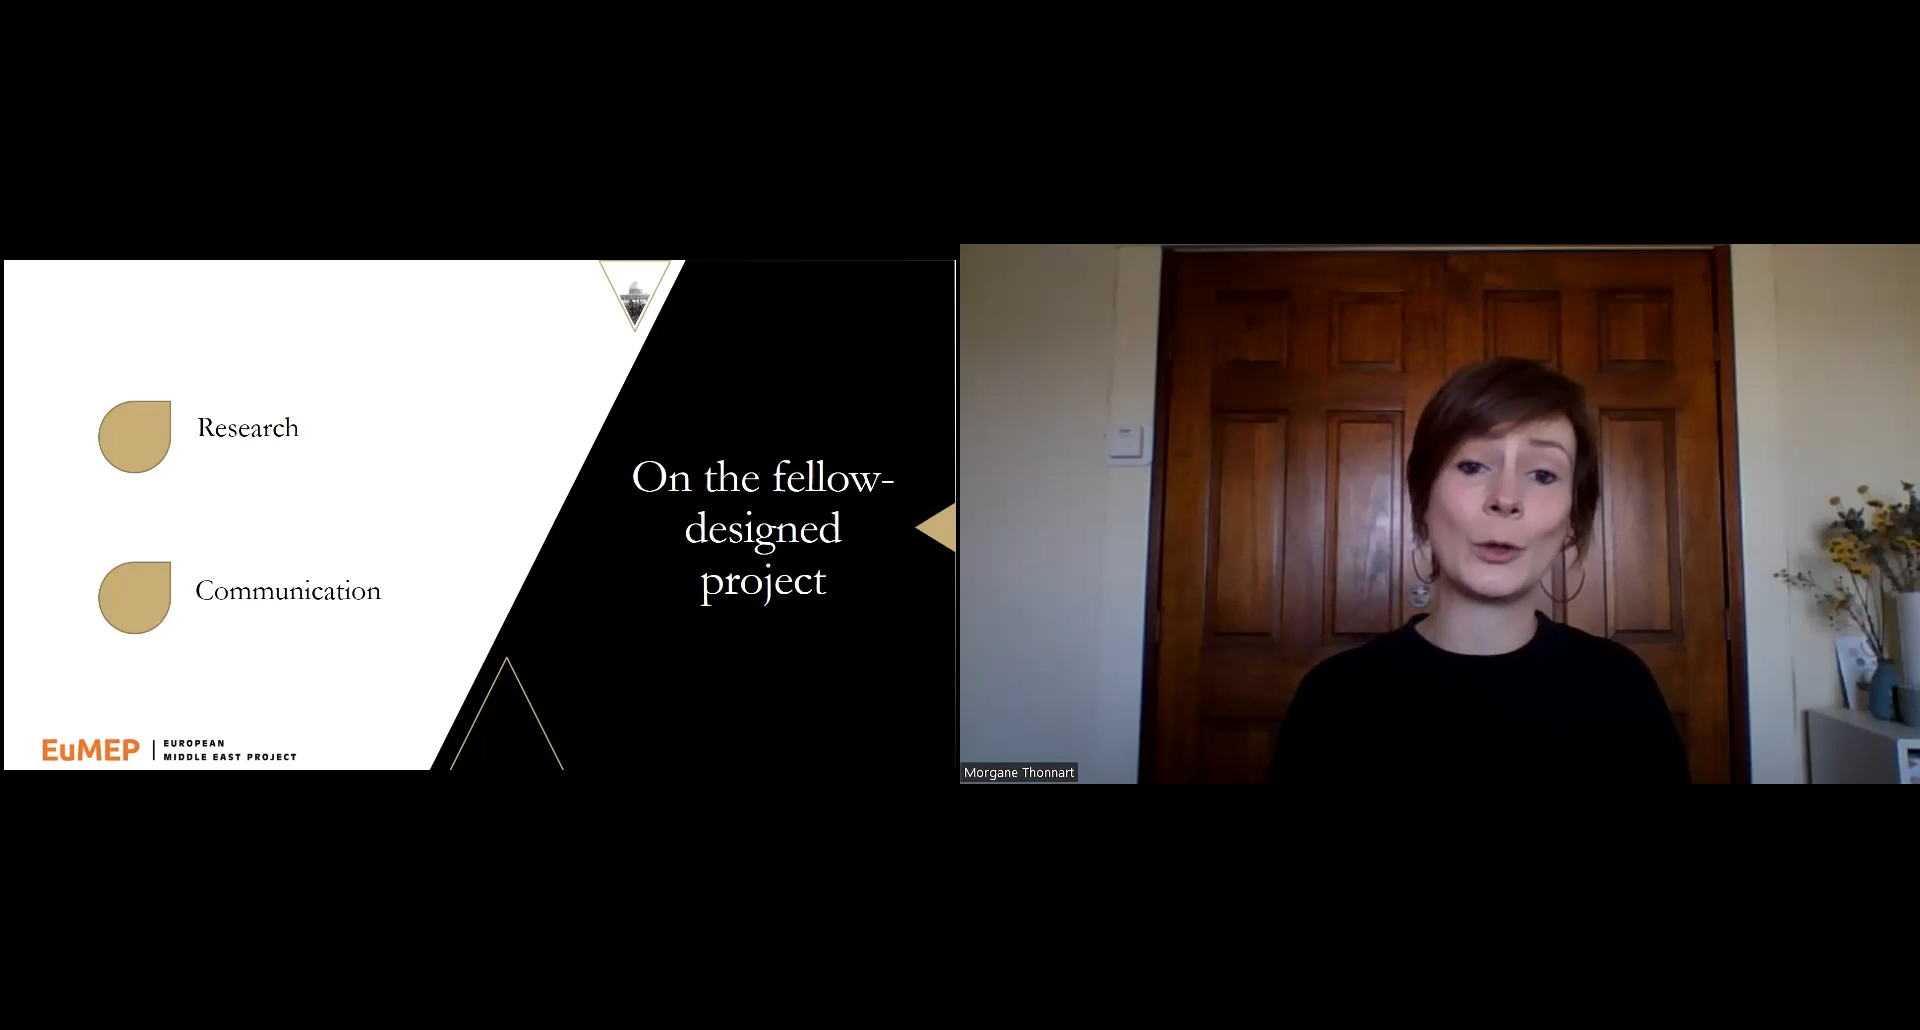 Research
Communication
On the fellow-
designed
project
EuMEP
EUROPEAN
MIDDLE EAST PROJECT
Morgane Thonnart